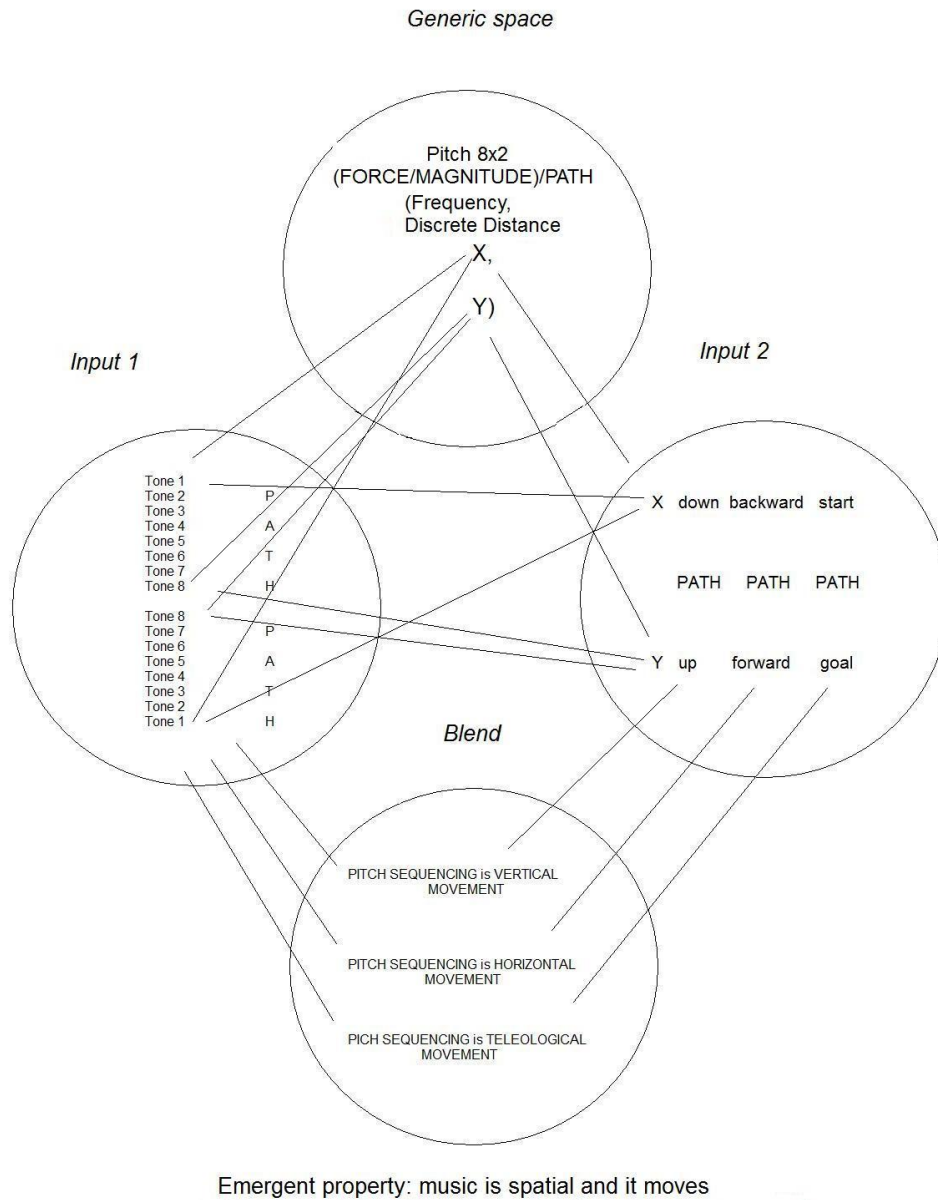 Generic space
Pitch 8x2
(FORCE/MAGNITUDE)/PATH
(Frequency,
Discrete Distance
X,
Y)
Input 1
Input 2
Tone 1
Tone 2 P
Tone 3
Tone 4 A
Tone 5
Tone 6 T
Tone 7
Tone 8 H
Tone 8
Tone 7 P
Tone 6
Tone 5 A
Tone 4
Tone 3 T
Tone 2
Tone 1 H
X down backward start
PATH PATH PATH
Y up forward goal
Blend
PITCH SEQUENCING is VERTICAL
MOVEMENT
PITCH SEQUENCING is HORIZONTAL
MOVEMENT
PICH SEQUENCING is TELEOLOGICAL
MOVEMENT
Emergent property: music is spatial and it moves